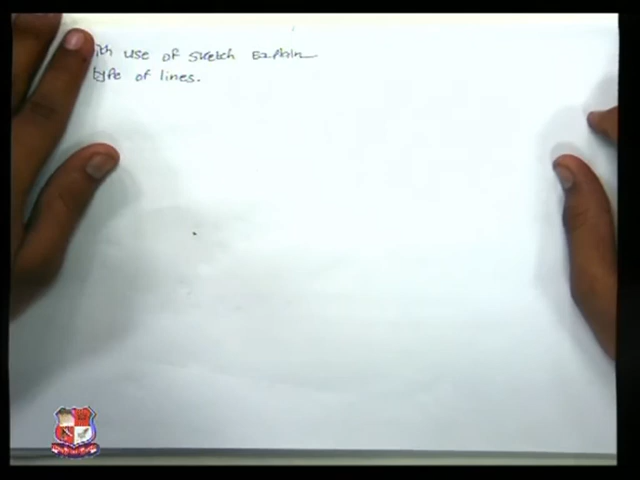 ith use of sketch Explain
type of lines.